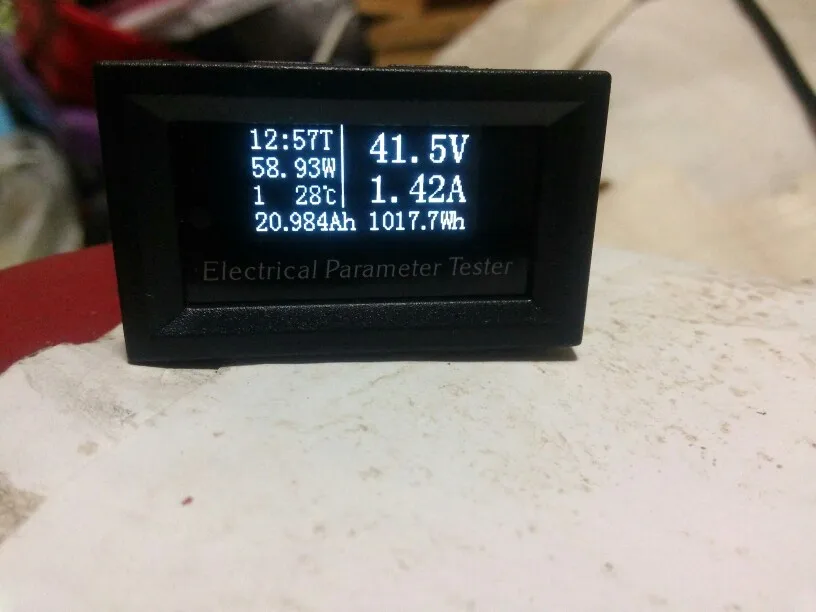 12:57T
58.93W
1 28℃
41.5V
1.42A
20.984Ah 1017.7Wh
Electrical Parameter Tester